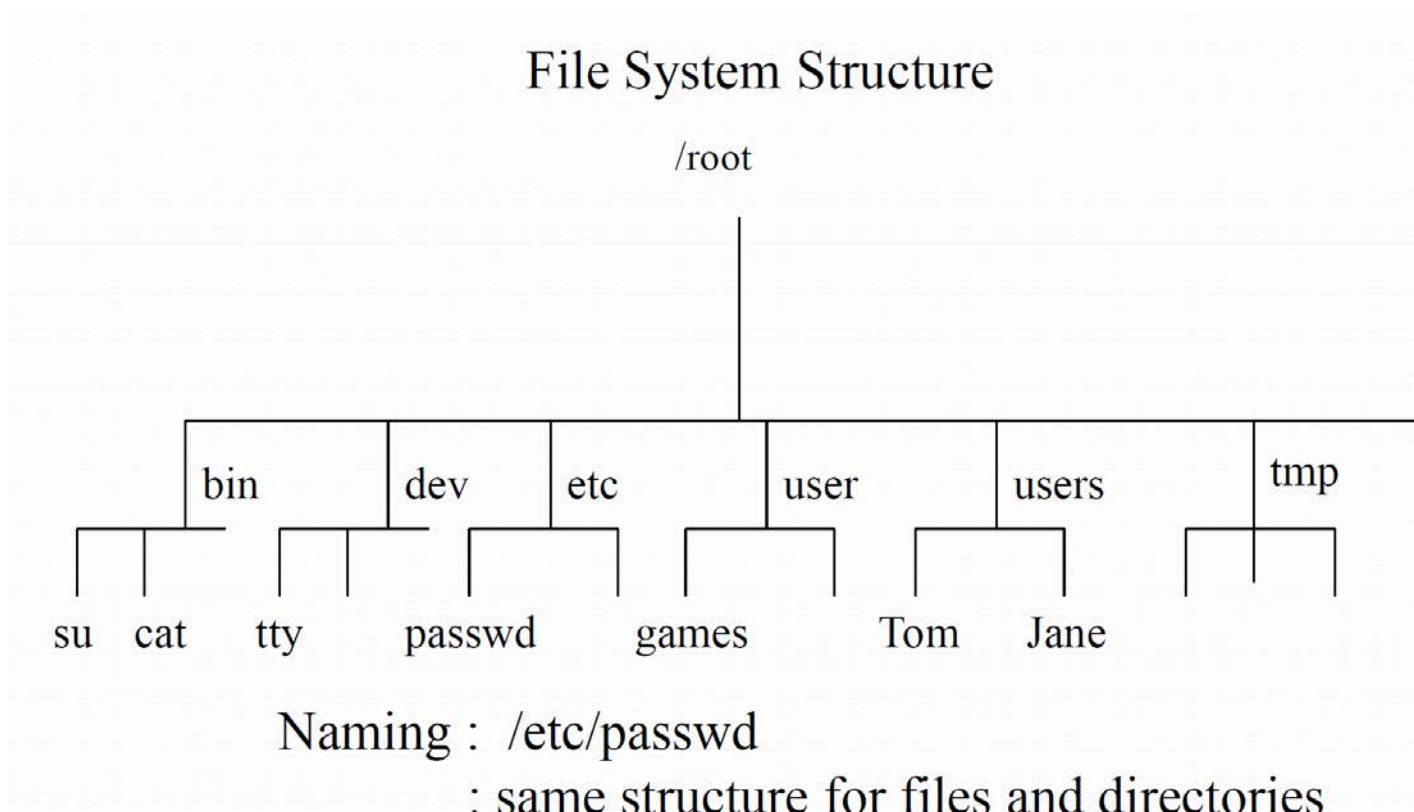 File System Structure
/root
bin dev etc user users tmp
su cat tty passwd games Tom Jane
Naming : /etc/passwd
: same structure for files and directories